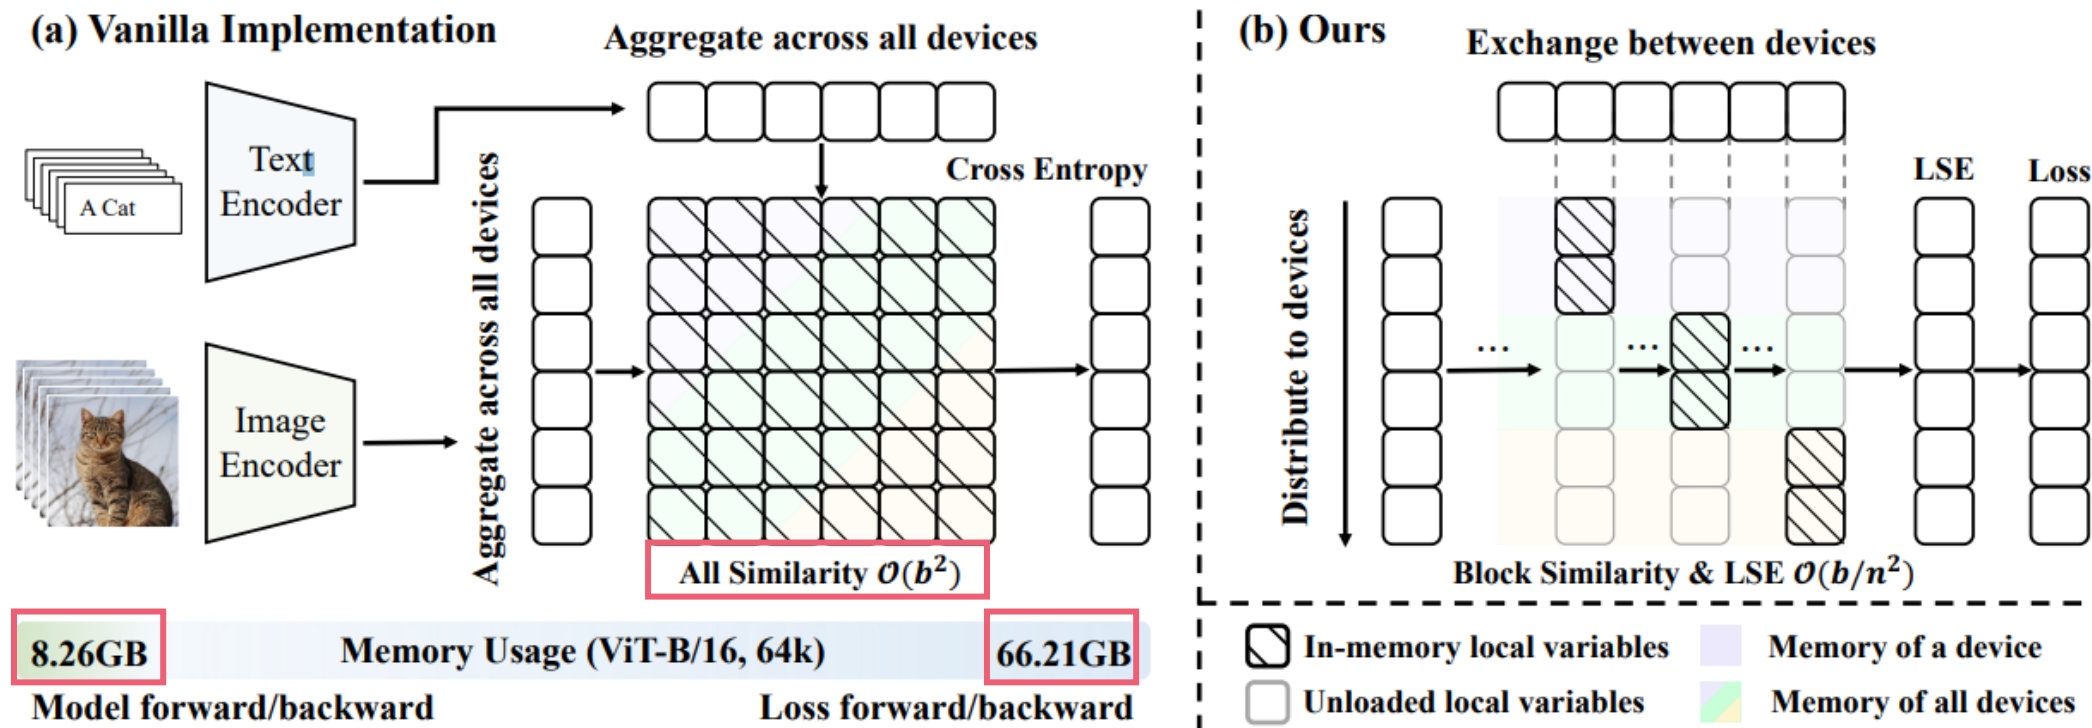 (a) Vanilla Implementation
Aggregate across all devices
Text
Encoder
A Cat
Image
Encoder
Aggregate across all devices
Cross Entropy
All Similarity 𝒪(b²)
8.26GB
Memory Usage (ViT-B/16, 64k)
66.21GB
Model forward/backward
Loss forward/backward
(b) Ours
Exchange between devices
Distribute to devices
LSE
Loss
...
...
...
Block Similarity & LSE 𝒪(b/n²)
In-memory local variables
Memory of a device
Unloaded local variables
Memory of all devices